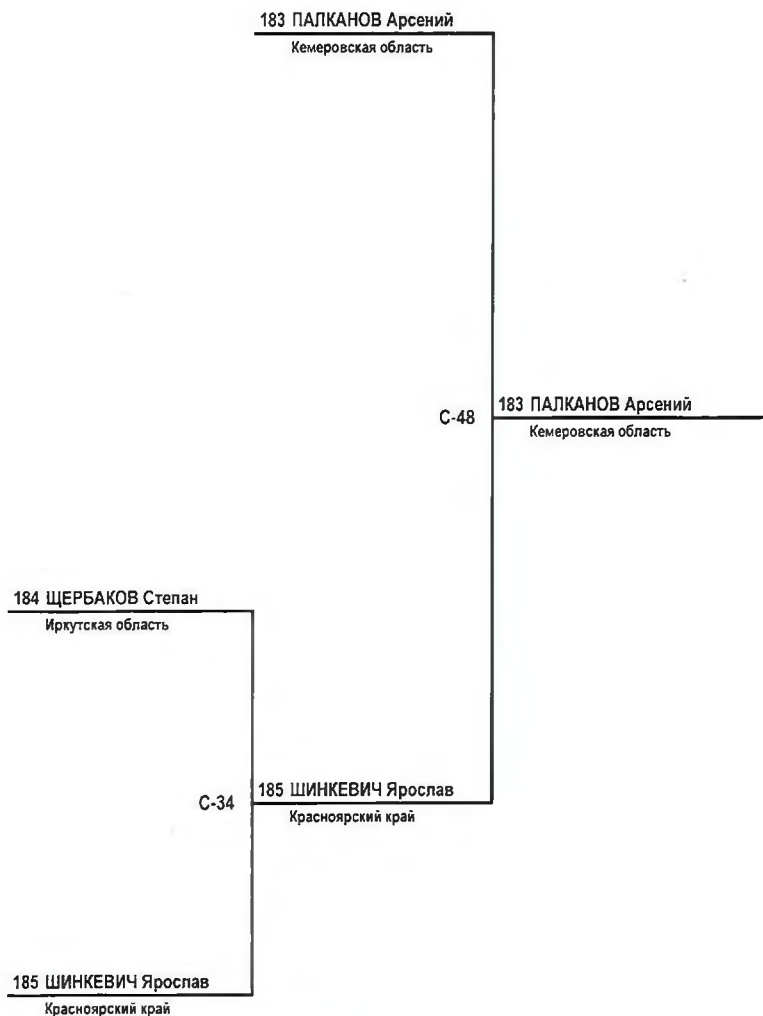 183 ПАЛКАНОВ Арсений
Кемеровская область
С-48
183 ПАЛКАНОВ Арсений
Кемеровская область
184 ЩЕРБАКОВ Степан
Иркутская область
С-34
185 ШИНКЕВИЧ Ярослав
Красноярский край
185 ШИНКЕВИЧ Ярослав
Красноярский край